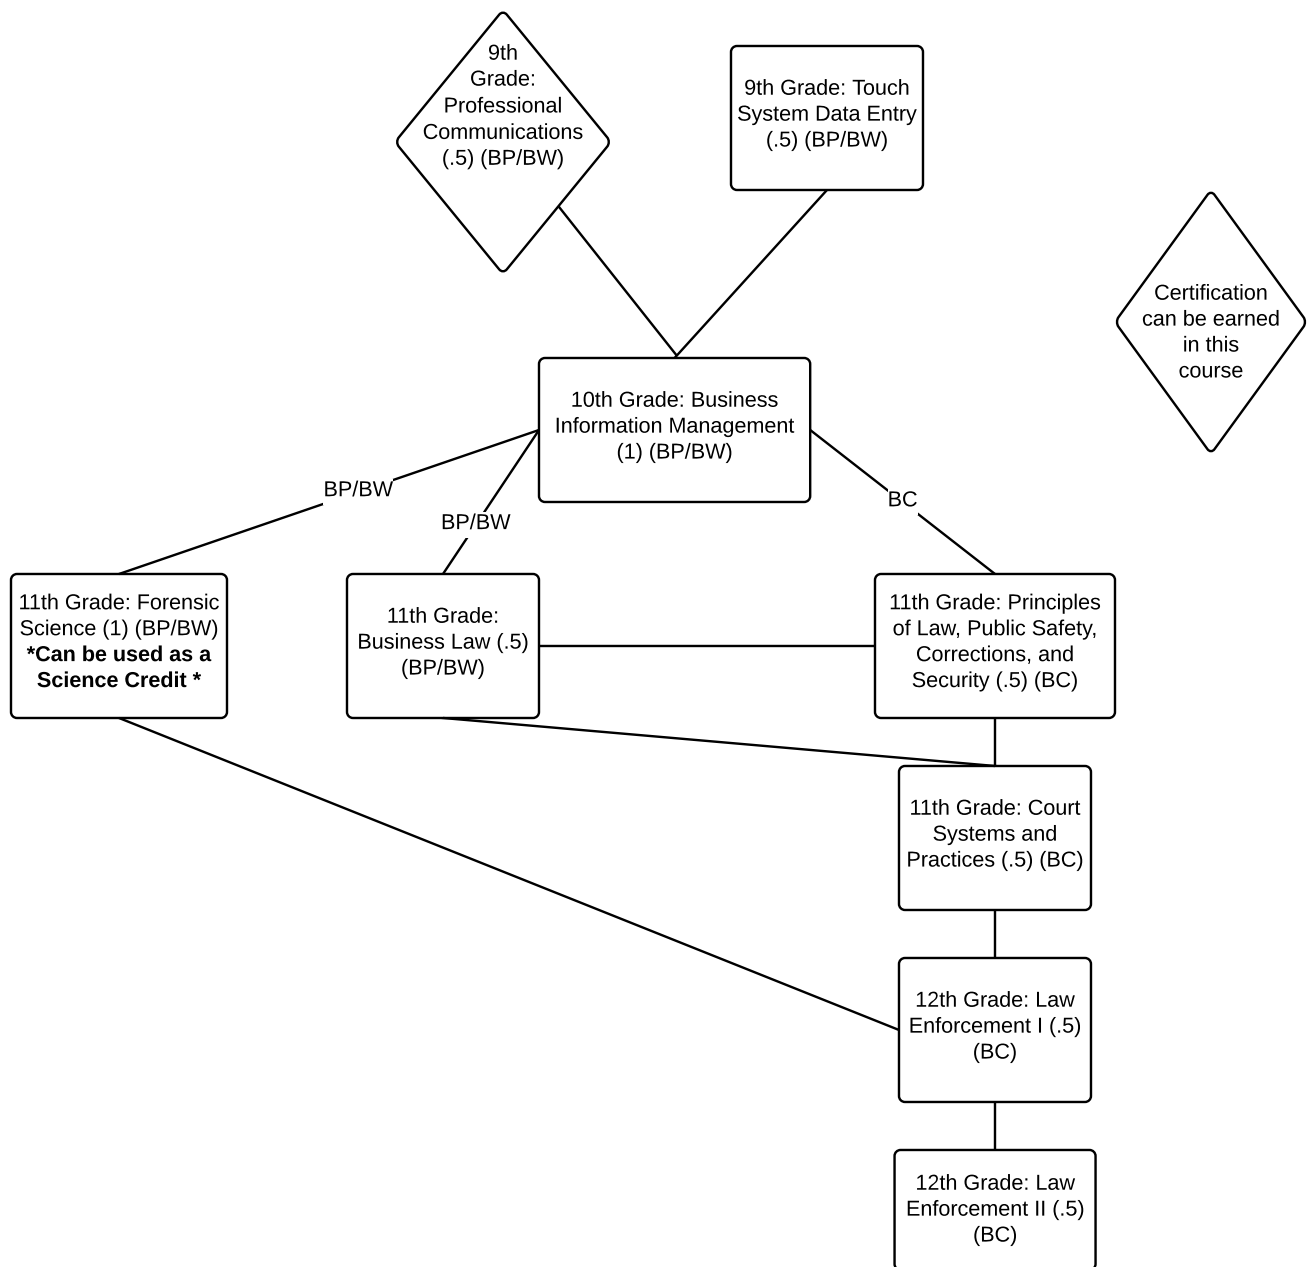 9th
Grade:
Professional
Communications
(.5) (BP/BW)
9th Grade: Touch
System Data Entry
(.5) (BP/BW)
Certification
can be earned
in this
course
10th Grade: Business
Information Management
(1) (BP/BW)
BP/BW
BP/BW
BC
11th Grade: Forensic
Science (1) (BP/BW)
*Can be used as a
Science Credit *
11th Grade:
Business Law (.5)
(BP/BW)
11th Grade: Principles
of Law, Public Safety,
Corrections, and
Security (.5) (BC)
11th Grade: Court
Systems and
Practices (.5) (BC)
12th Grade: Law
Enforcement I (.5)
(BC)
12th Grade: Law
Enforcement II (.5)
(BC)